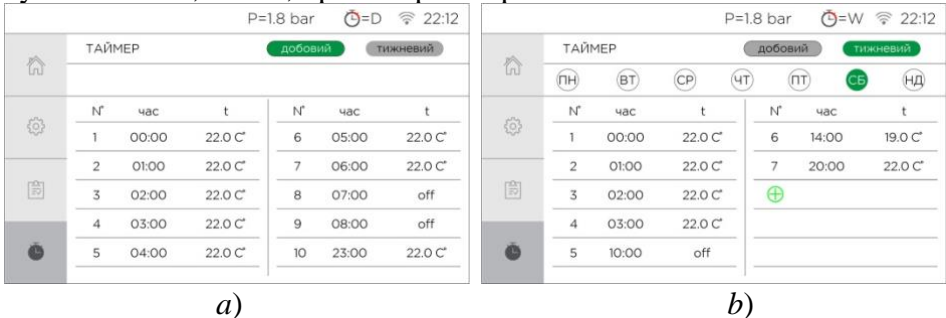 P=1.8 bar =D 22:12
ТАЙМЕР добовий тижневий
N° час t N° час t
1 00:00 22.0 C° 6 05:00 22.0 C°
2 01:00 22.0 C° 7 06:00 22.0 C°
3 02:00 22.0 C° 8 07:00 off
4 03:00 22.0 C° 9 08:00 off
5 04:00 22.0 C° 10 23:00 22.0 C°
a)
P=1.8 bar =W 22:12
ТАЙМЕР добовий тижневий
ПН ВТ СР ЧТ ПТ СБ НД
N° час t N° час t
1 00:00 22.0 C° 6 14:00 19.0 C°
2 01:00 22.0 C° 7 20:00 22.0 C°
3 02:00 22.0 C°
4 03:00 22.0 C°
5 10:00 off
b)